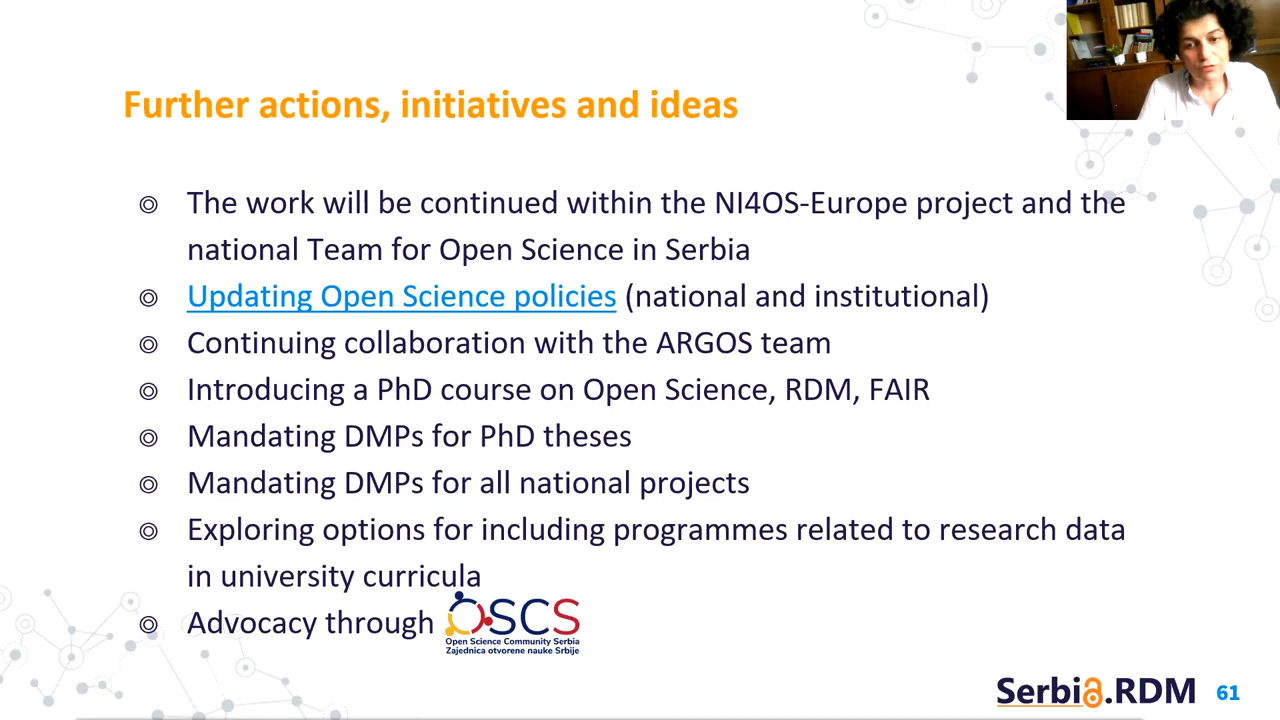 Further actions, initiatives and ideas
The work will be continued within the NI4OS-Europe project and the
national Team for Open Science in Serbia
Updating Open Science policies (national and institutional)
Continuing collaboration with the ARGOS team
Introducing a PhD course on Open Science, RDM, FAIR
Mandating DMPs for PhD theses
Mandating DMPs for all national projects
Exploring options for including programmes related to research data
in university curricula
Advocacy through OSCS
Open Science Community Serbia
Zajednica otvorene nauke Srbije
Serbia.RDM 61